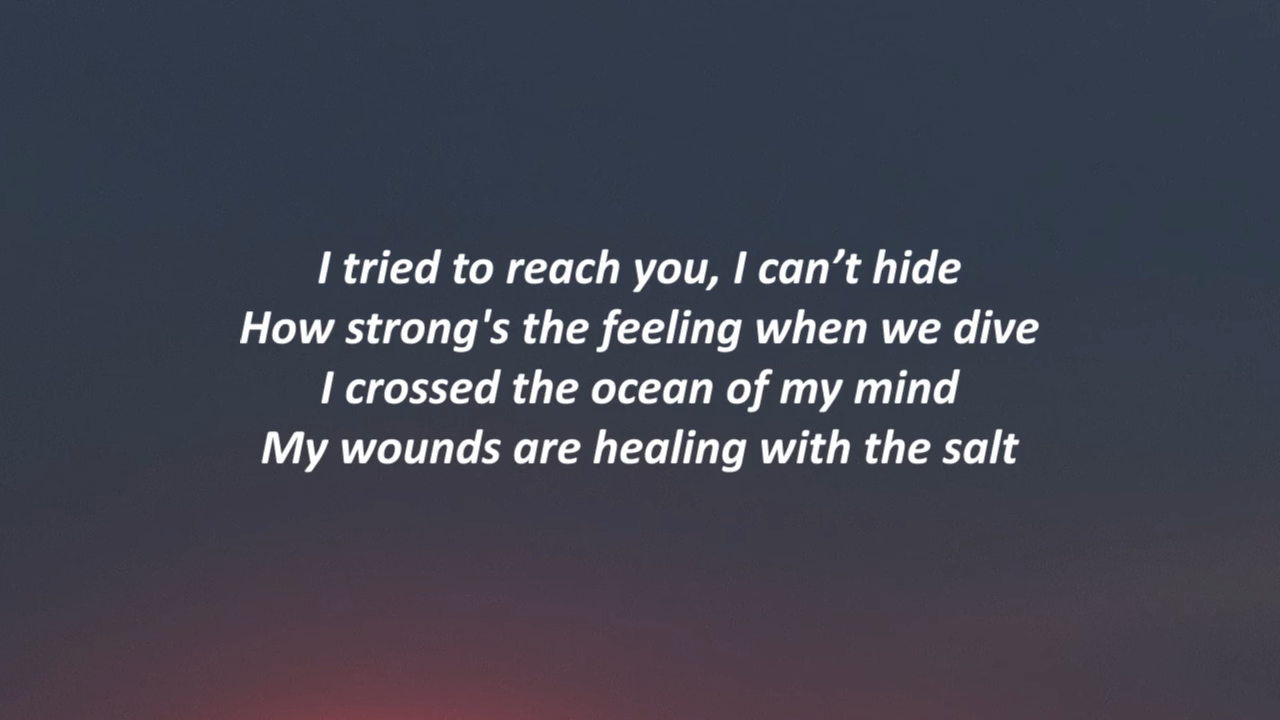 I tried to reach you, I can’t hide
How strong's the feeling when we dive
I crossed the ocean of my mind
My wounds are healing with the salt